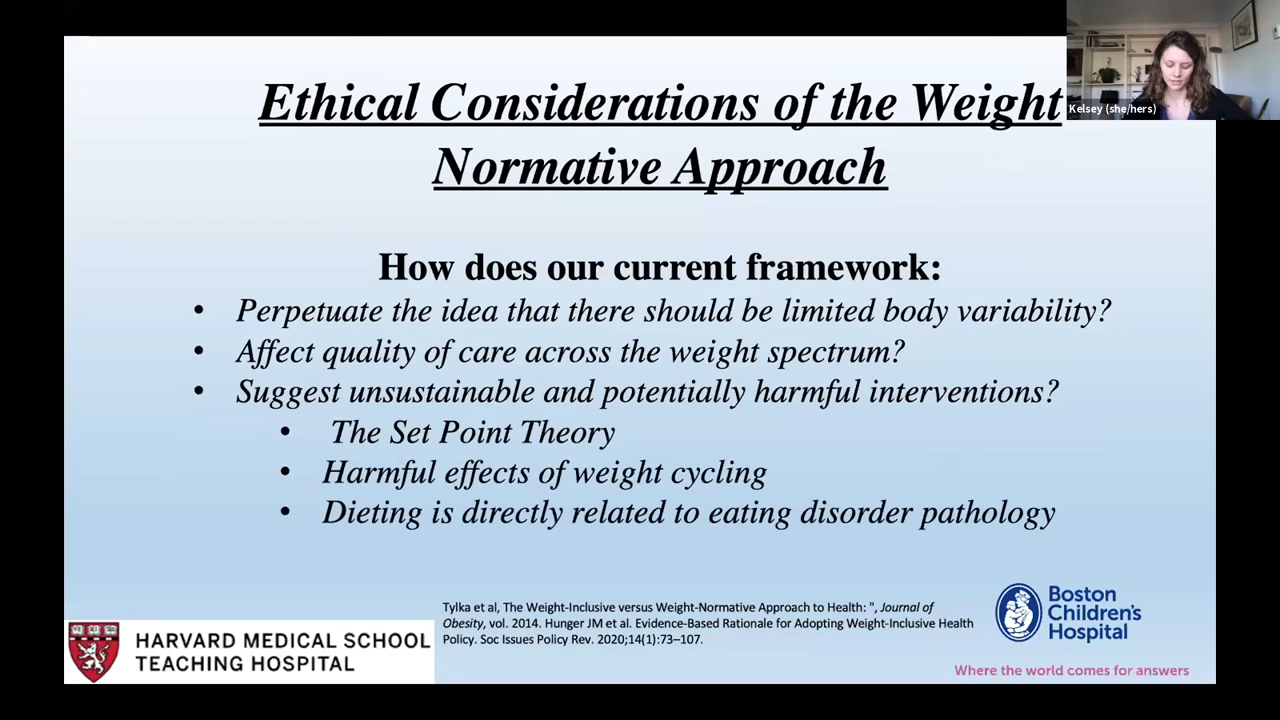 Ethical Considerations of the Weight
Normative Approach
Kelsey (she/hers)
How does our current framework:
• Perpetuate the idea that there should be limited body variability?
• Affect quality of care across the weight spectrum?
• Suggest unsustainable and potentially harmful interventions?
• The Set Point Theory
• Harmful effects of weight cycling
• Dieting is directly related to eating disorder pathology
Tylka et al, The Weight-Inclusive versus Weight-Normative Approach to Health: ", Journal of
Obesity, vol. 2014. Hunger JM et al. Evidence-Based Rationale for Adopting Weight-Inclusive Health
Policy. Soc Issues Policy Rev. 2020;14(1):73–107.
HARVARD MEDICAL SCHOOL
TEACHING HOSPITAL
Boston
Children's
Hospital
Where the world comes for answers